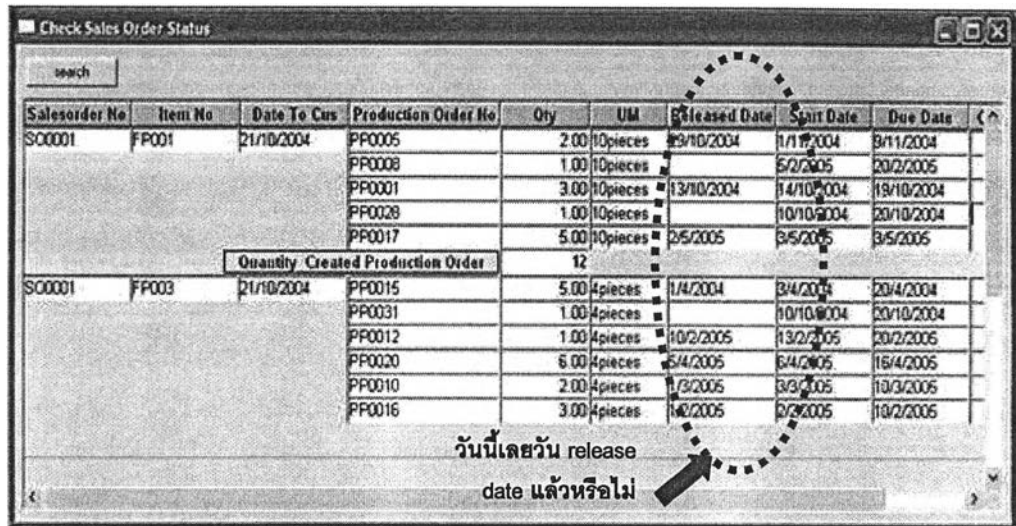 Check Sales Order Status
search
Salesorder No Item No Date To Cus Production Order No Qty UM Released Date Start Date Due Date
SO0001 FP001 21/10/2004 PP0005 2.00 10pieces 29/10/2004 1/11/2004 9/11/2004
PP0008 1.00 10pieces 5/2/2005 20/2/2005
PP0001 3.00 10pieces 13/10/2004 14/10/2004 19/10/2004
PP0028 1.00 10pieces 10/10/2004 20/10/2004
PP0017 5.00 10pieces 2/5/2005 3/5/2005 3/5/2005
Quantity Created Production Order 12
SO0001 FP003 21/10/2004 PP0015 5.00 4pieces 1/4/2004 3/4/2004 20/4/2004
PP0031 1.00 4pieces 10/10/2004 20/10/2004
PP0012 1.00 4pieces 10/2/2005 13/2/2005 20/2/2005
PP0020 6.00 4pieces 5/4/2005 6/4/2005 16/4/2005
PP0010 2.00 4pieces 1/3/2005 3/3/2005 10/3/2005
PP0016 3.00 4pieces 1/2/2005 2/2/2005 10/2/2005
วันนี้เลยวัน release
date แล้วหรือไม่